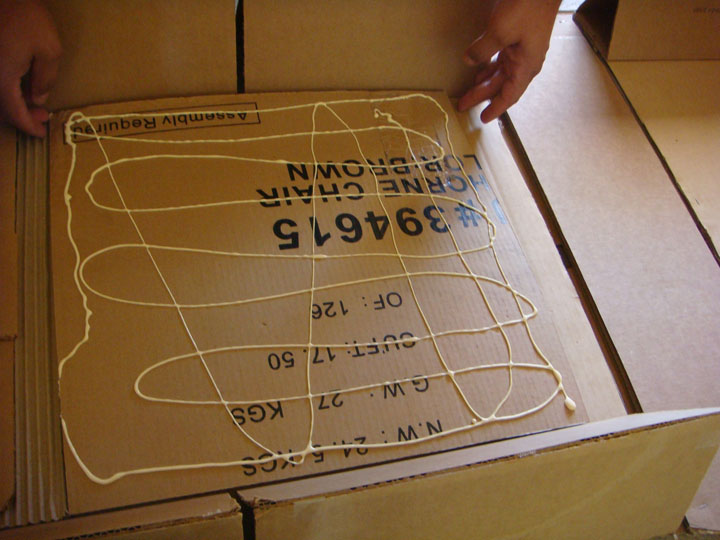 N.W: 24.5 KGS
G.W: 27 KGS
CUFT: 17.50
OF: 126
#394615
HORNE CHAIR
LOR:BROWN
Assembly Required